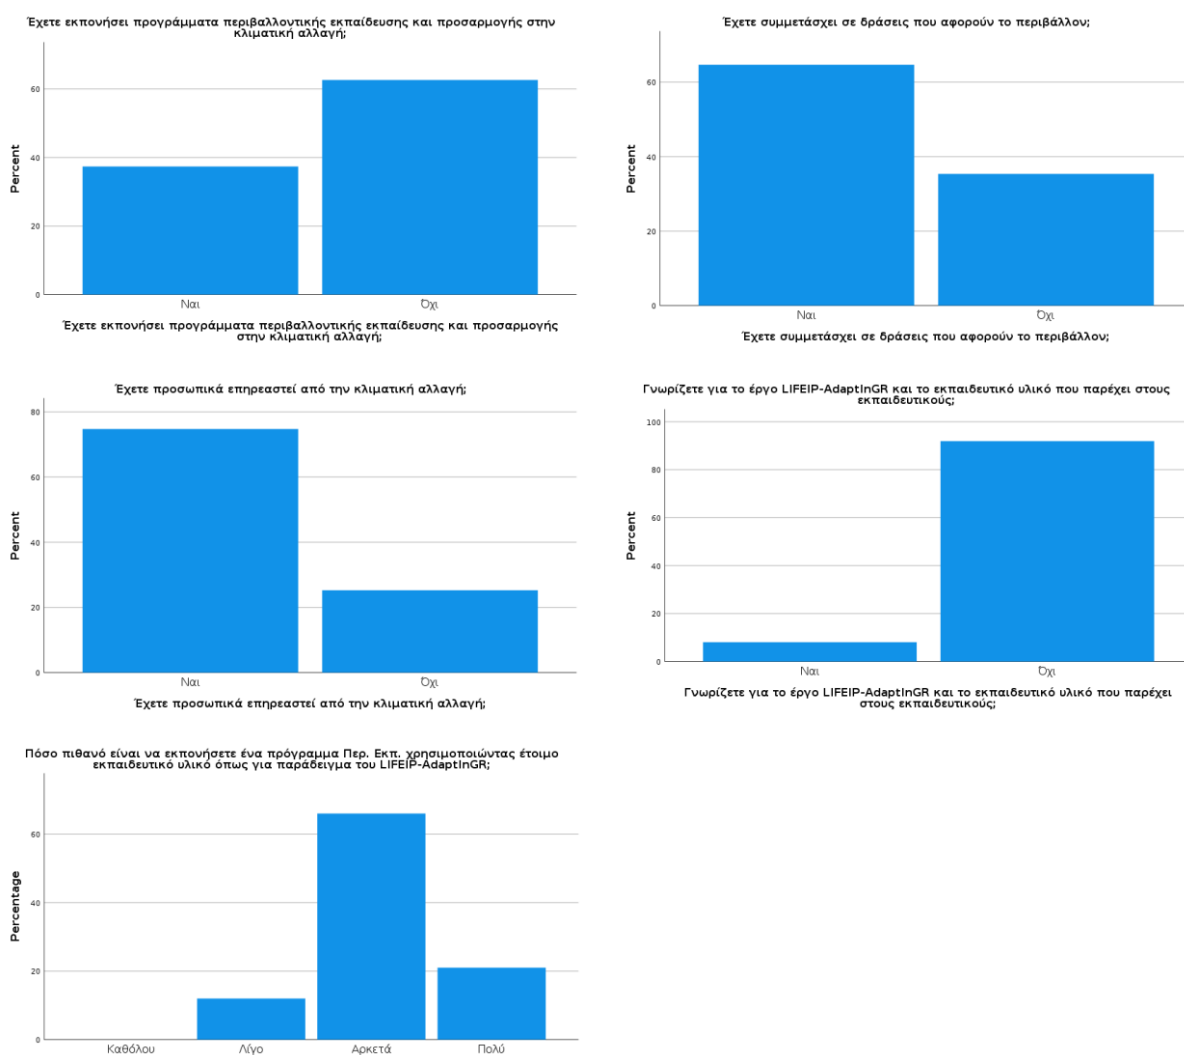 Έχετε εκπονήσει προγράμματα περιβαλλοντικής εκπαίδευσης και προσαρμογής στην
κλιματική αλλαγή;
Percent
60
40
20
0
Ναι
Όχι
Έχετε εκπονήσει προγράμματα περιβαλλοντικής εκπαίδευσης και προσαρμογής
στην κλιματική αλλαγή;
Έχετε συμμετάσχει σε δράσεις που αφορούν το περιβάλλον;
Percent
60
40
20
0
Ναι
Όχι
Έχετε συμμετάσχει σε δράσεις που αφορούν το περιβάλλον;
Έχετε προσωπικά επηρεαστεί από την κλιματική αλλαγή;
Percent
80
60
40
20
0
Ναι
Όχι
Έχετε προσωπικά επηρεαστεί από την κλιματική αλλαγή;
Γνωρίζετε για το έργο LIFEIP-AdaptInGR και το εκπαιδευτικό υλικό που παρέχει στους
εκπαιδευτικούς;
Percent
100
80
60
40
20
0
Ναι
Όχι
Γνωρίζετε για το έργο LIFEIP-AdaptInGR και το εκπαιδευτικό υλικό που παρέχει
στους εκπαιδευτικούς;
Πόσο πιθανό είναι να εκπονήσετε ένα πρόγραμμα Περ. Εκπ. χρησιμοποιώντας έτοιμο
εκπαιδευτικό υλικό όπως για παράδειγμα του LIFEIP-AdaptInGR;
Percentage
60
40
20
0
Καθόλου
Λίγο
Αρκετά
Πολύ